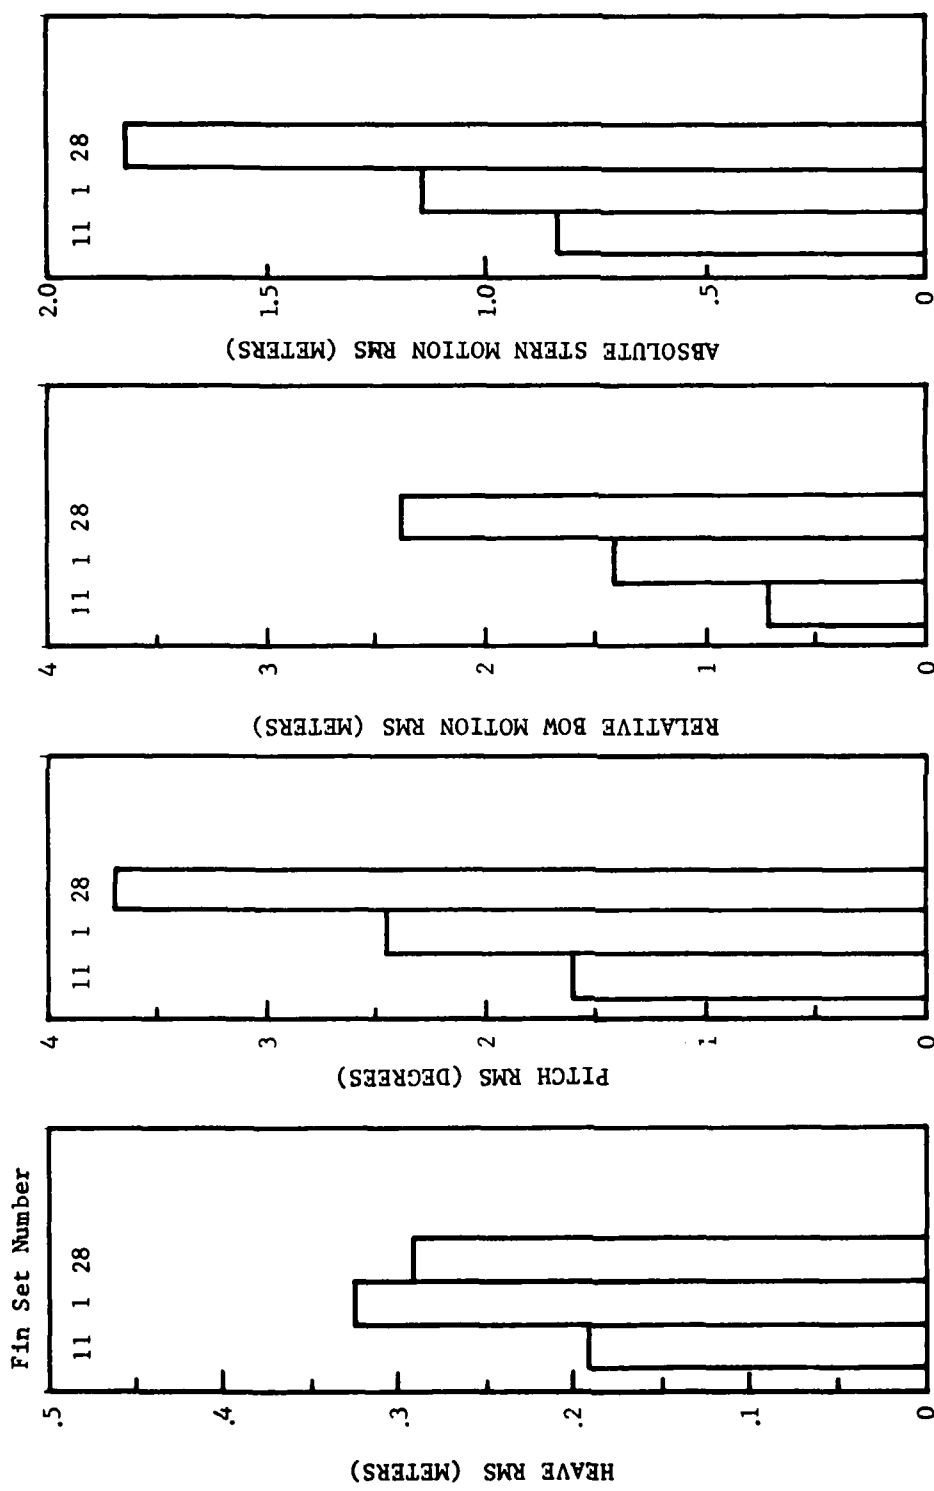 Fin Set Number
11 1 28
.5
.4
.3
.2
.1
0
HEAVE RMS (METERS)
11 1 28
4
3
2
1
0
PITCH RMS (DEGREES)
11 1 28
4
3
2
1
0
RELATIVE BOW MOTION RMS (METERS)
11 1 28
2.0
1.5
1.0
.5
0
ABSOLUTE STERN MOTION RMS (METERS)